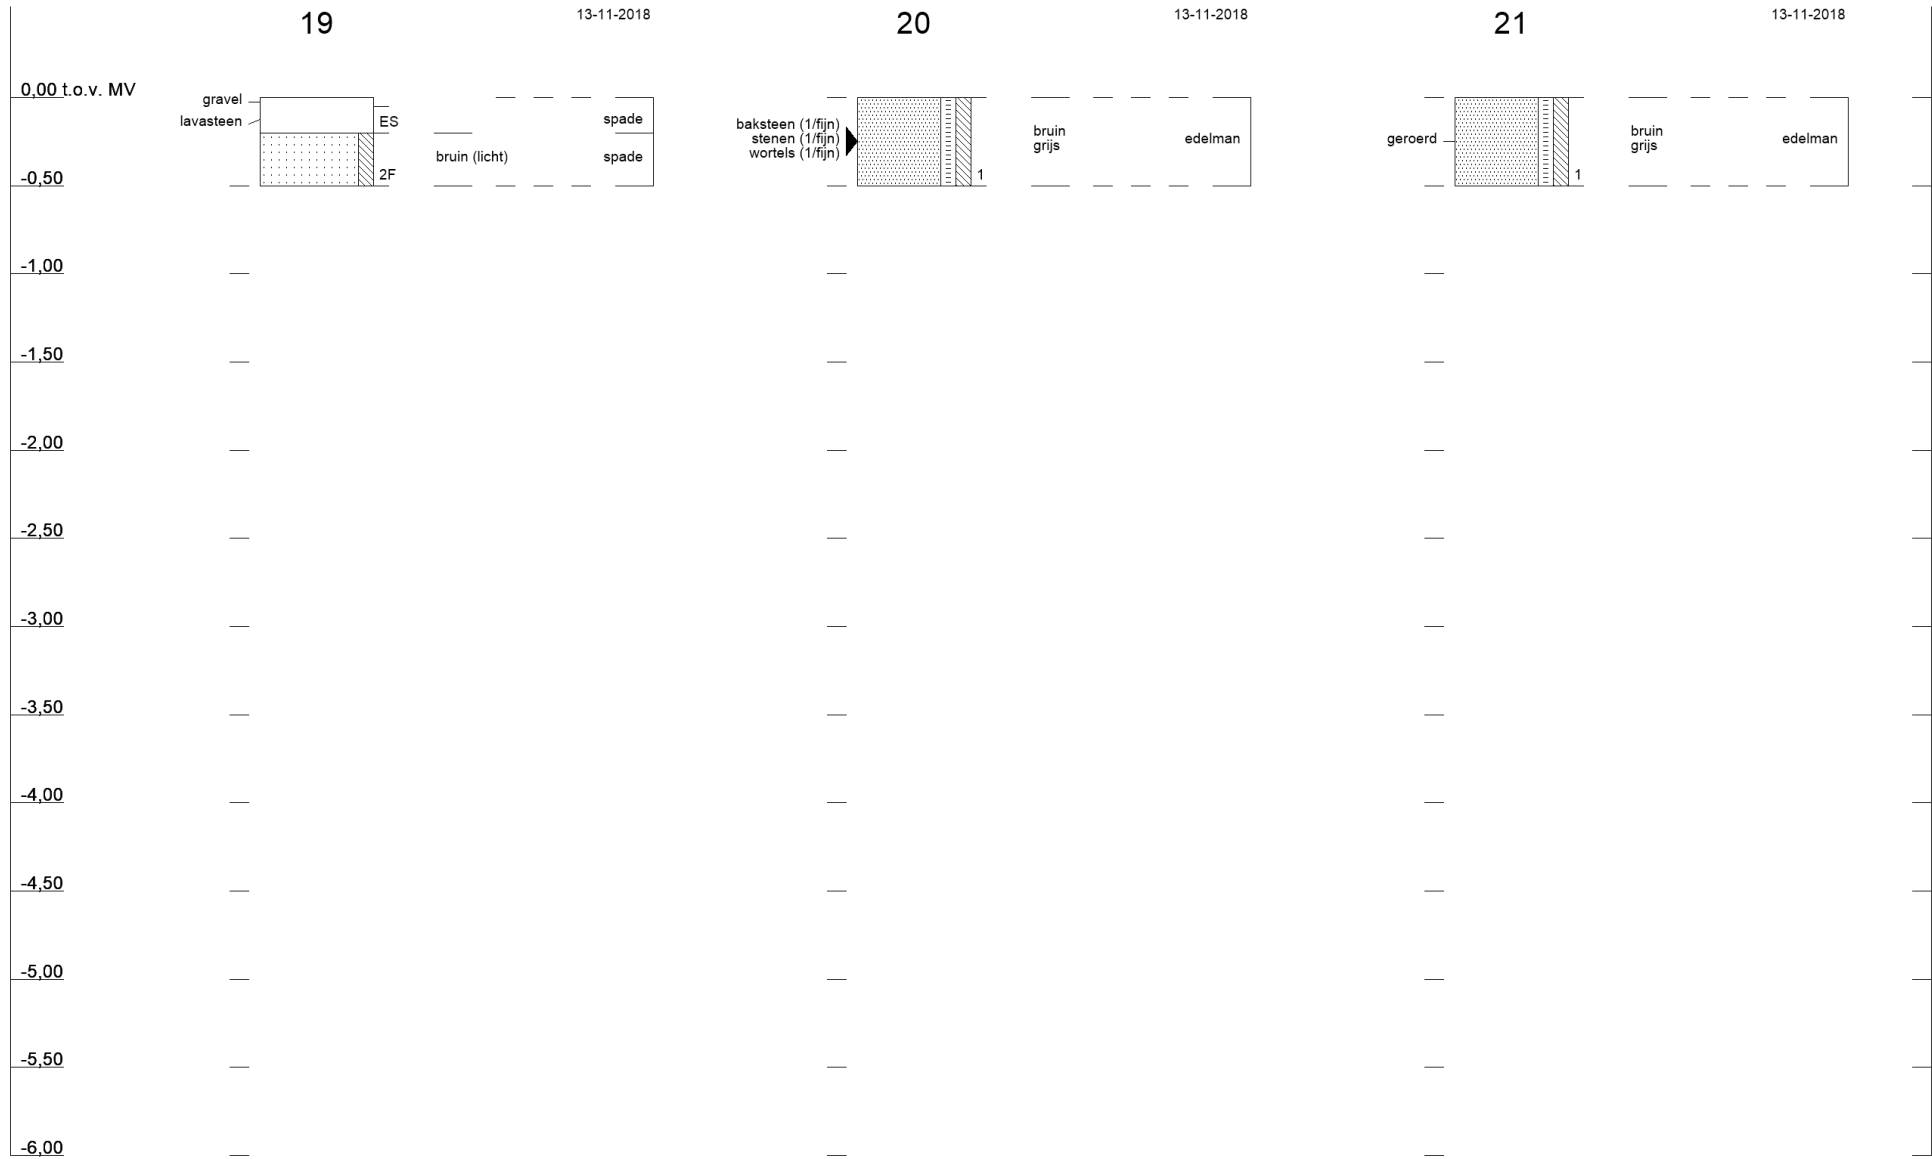 19
13-11-2018
20
13-11-2018
21
13-11-2018
0,00 t.o.v. MV
gravel
lavasteen
ES
spade
bruin (licht)
spade
2F
baksteen (1/fijn)
stenen (1/fijn)
wortels (1/fijn)
1
bruin
grijs
edelman
geroerd
1
bruin
grijs
edelman
-0,50
-1,00
-1,50
-2,00
-2,50
-3,00
-3,50
-4,00
-4,50
-5,00
-5,50
-6,00